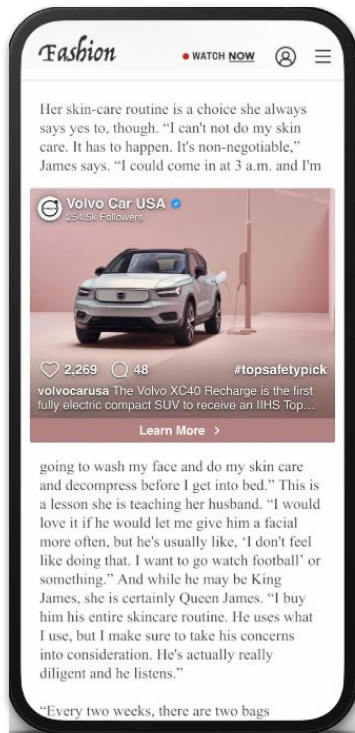 Fashion
WATCH NOW
Her skin-care routine is a choice she always
says yes to, though. “I can't not do my skin
care. It has to happen. It's non-negotiable,”
James says. “I could come in at 3 a.m. and I'm
Volvo Car USA
254.5k Followers
2,269 48 #topsafetypick
volvocarusa The Volvo XC40 Recharge is the first
fully electric compact SUV to receive an IIHS Top...
Learn More >
going to wash my face and do my skin care
and decompress before I get into bed.” This is
a lesson she is teaching her husband. “I would
love it if he would let me give him a facial
more often, but he's usually like, ‘I don't feel
like doing that. I want to go watch football’ or
something.” And while he may be King
James, she is certainly Queen James. “I buy
him his entire skincare routine. He uses what
I use, but I make sure to take his concerns
into consideration. He's actually really
diligent and he listens.”
“Every two weeks, there are two bags